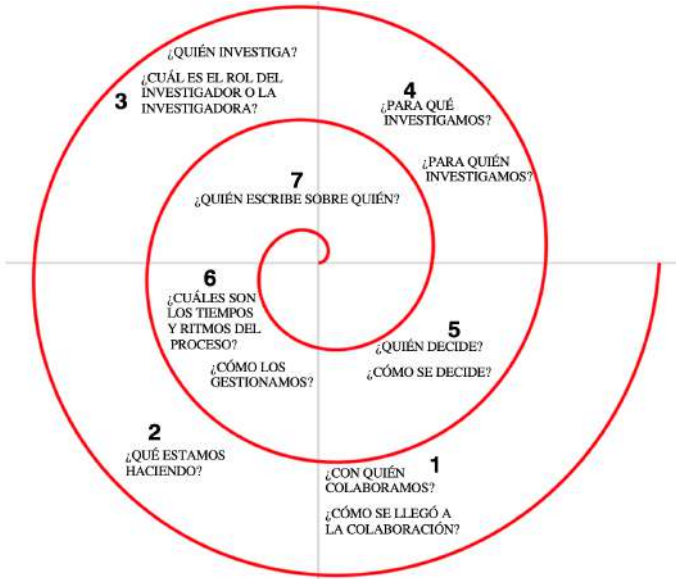 ¿QUIÉN INVESTIGA?
3
¿CUÁL ES EL ROL DEL
INVESTIGADOR O LA
INVESTIGADORA?
4
¿PARA QUÉ
INVESTIGAMOS?
¿PARA QUIÉN
INVESTIGAMOS?
7
¿QUIÉN ESCRIBE SOBRE QUIÉN?
6
¿CUÁLES SON
LOS TIEMPOS
Y RITMOS DEL
PROCESO?
¿CÓMO LOS
GESTIONAMOS?
5
¿QUIÉN DECIDE?
¿CÓMO SE DECIDE?
2
¿QUÉ ESTAMOS
HACIENDO?
1
¿CON QUIÉN
COLABORAMOS?
¿CÓMO SE LLEGÓ A
LA COLABORACIÓN?